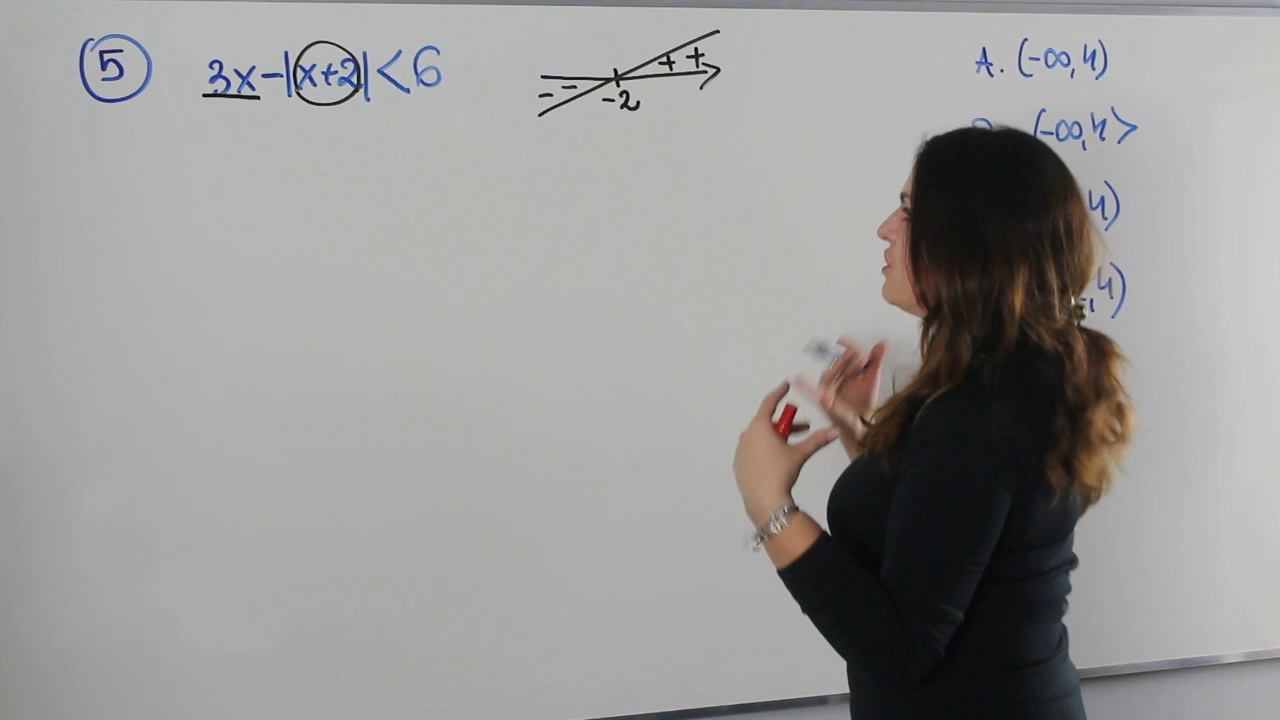 5 3x-|x+2|<6
- - -2 + +
A. (-∞,4)
(-∞,4>
4)
,4)